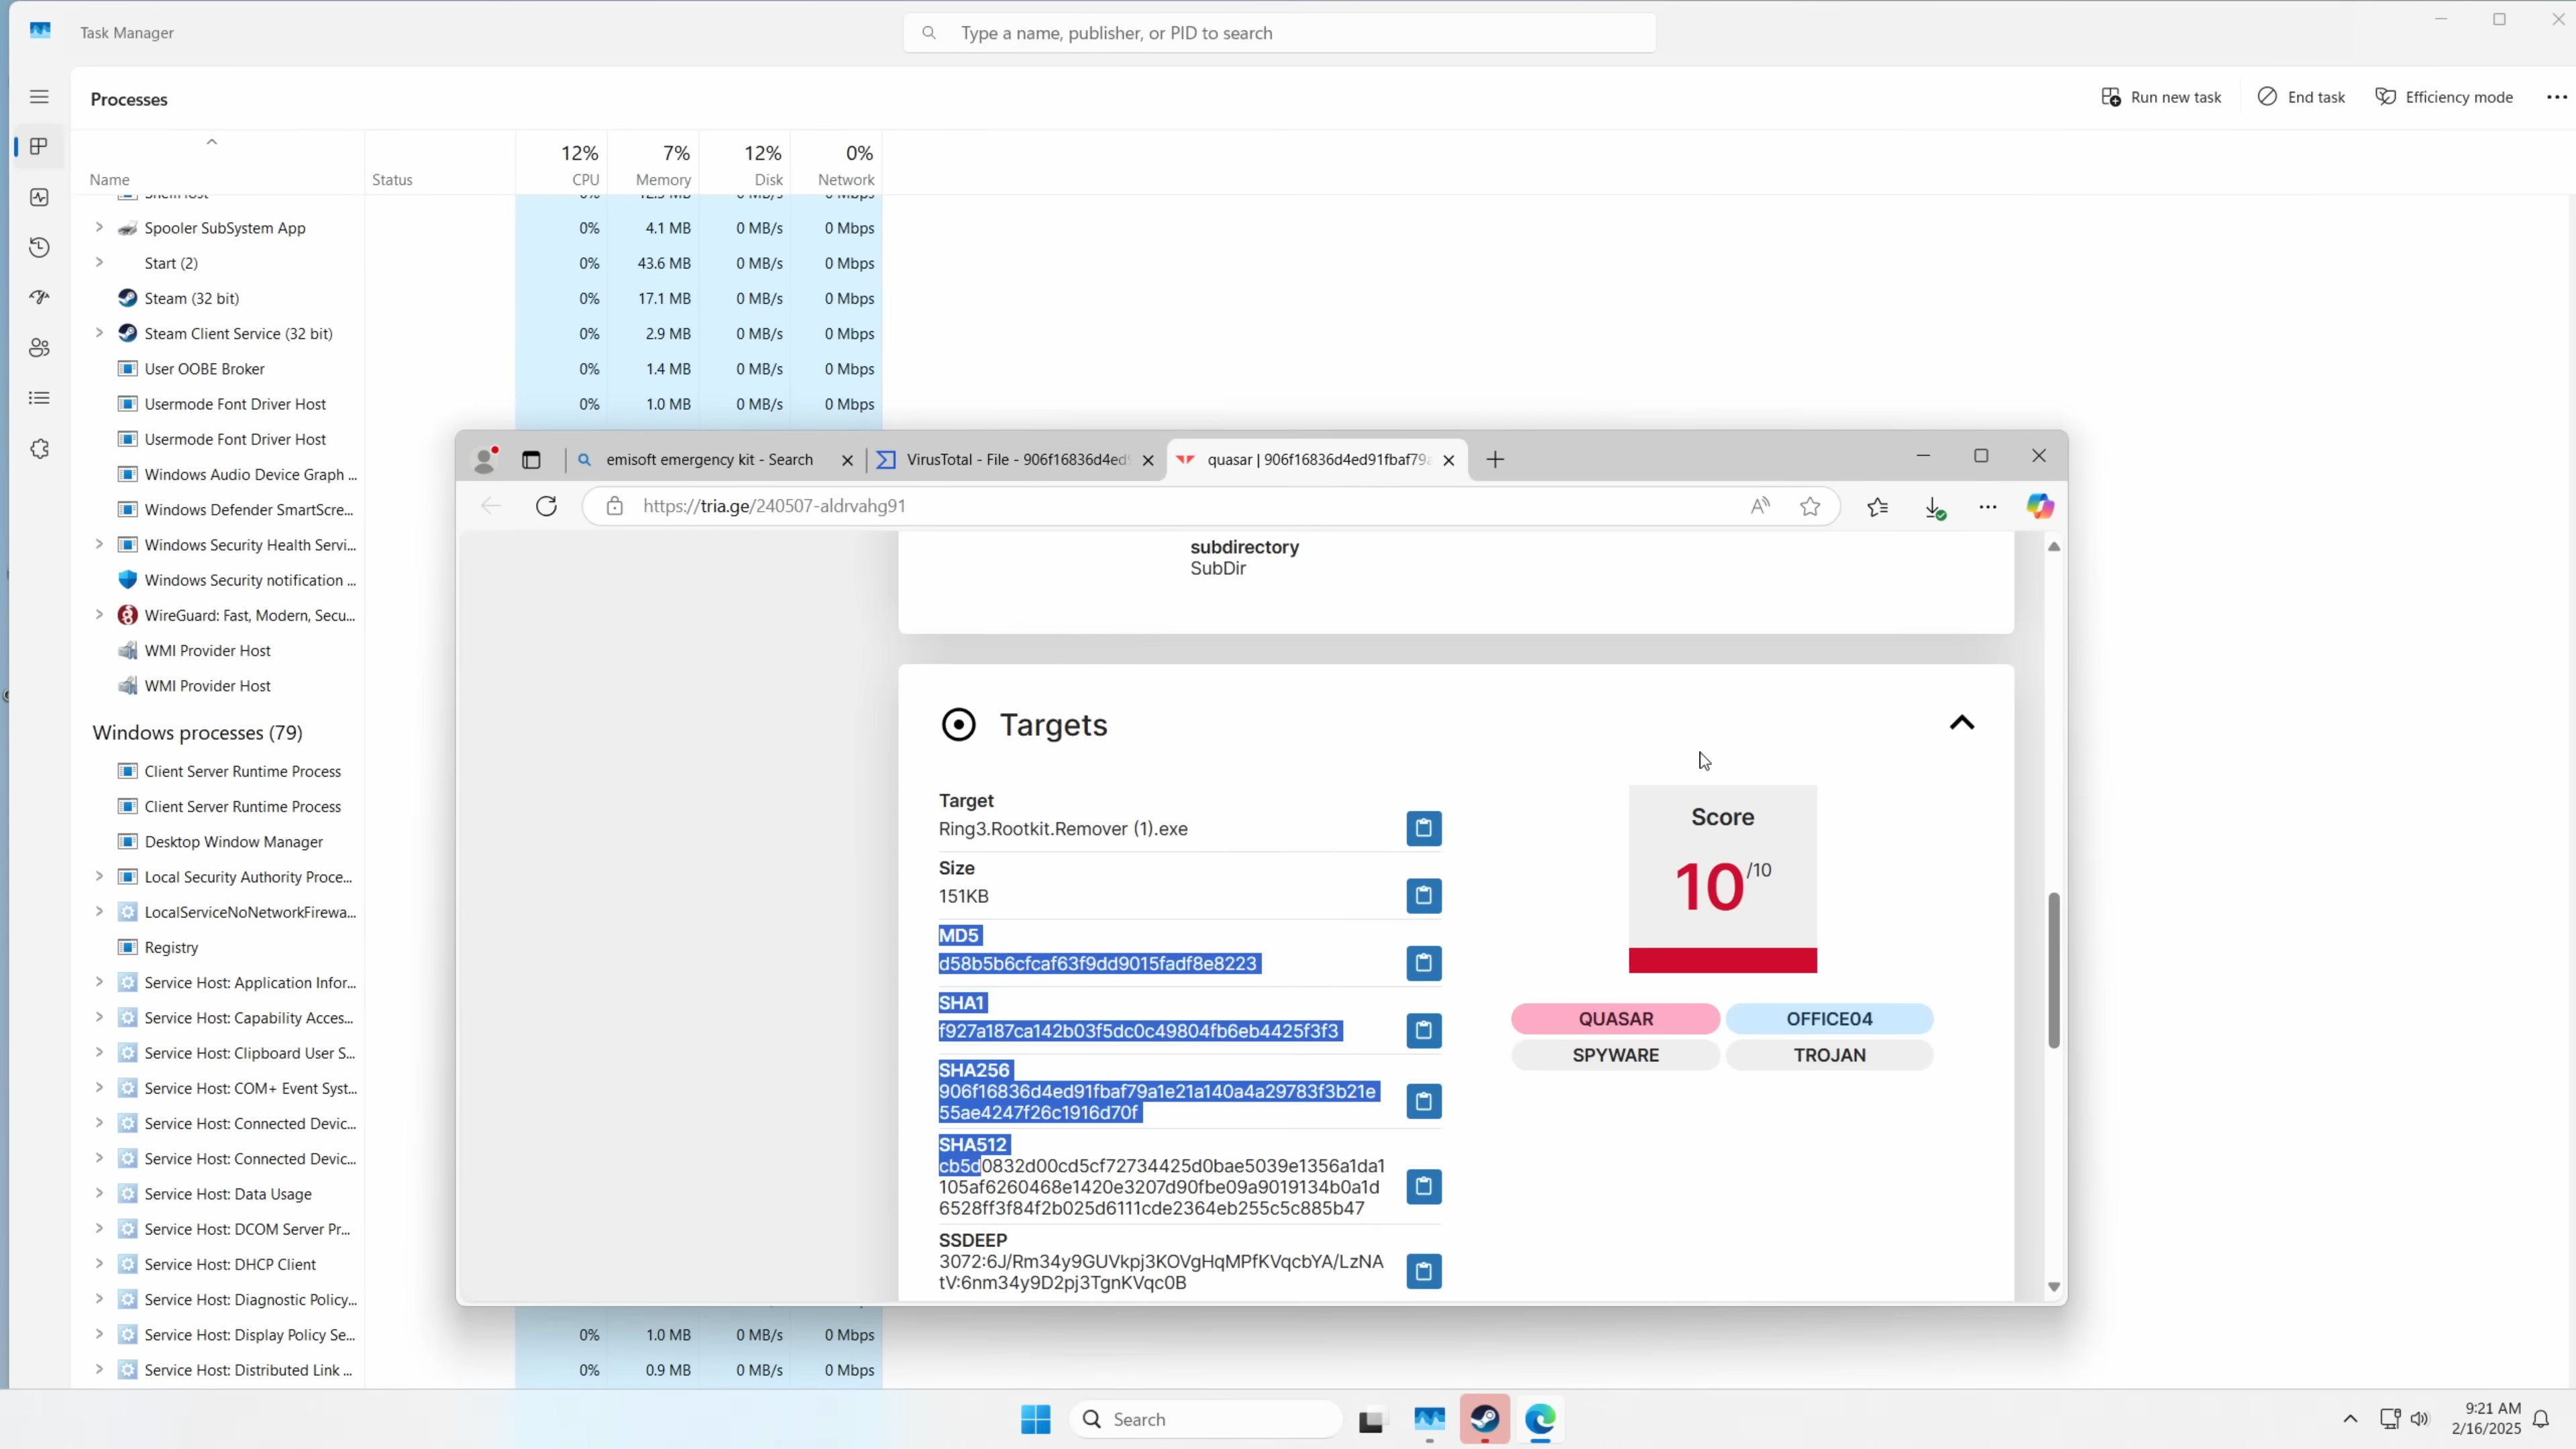 Task Manager
Type a name, publisher, or PID to search
Processes
Run new task
End task
Efficiency mode
12% 7% 12% 0%
Name Status CPU Memory Disk Network
Spooler SubSystem App 0% 4.1 MB 0 MB/s 0 Mbps
Start (2) 0% 43.6 MB 0 MB/s 0 Mbps
Steam (32 bit) 0% 17.1 MB 0 MB/s 0 Mbps
Steam Client Service (32 bit) 0% 2.9 MB 0 MB/s 0 Mbps
User OOBE Broker 0% 1.4 MB 0 MB/s 0 Mbps
Usermode Font Driver Host 0% 1.0 MB 0 MB/s 0 Mbps
Usermode Font Driver Host
Windows Audio Device Graph ...
Windows Defender SmartScre...
Windows Security Health Servi...
Windows Security notification ...
WireGuard: Fast, Modern, Secu...
WMI Provider Host
WMI Provider Host
Windows processes (79)
Client Server Runtime Process
Client Server Runtime Process
Desktop Window Manager
Local Security Authority Proce...
LocalServiceNoNetworkFirewa...
Registry
Service Host: Application Infor...
Service Host: Capability Acces...
Service Host: Clipboard User S...
Service Host: COM+ Event Syst...
Service Host: Connected Devic...
Service Host: Connected Devic...
Service Host: Data Usage
Service Host: DCOM Server Pr...
Service Host: DHCP Client
Service Host: Diagnostic Policy...
Service Host: Display Policy Se... 0% 1.0 MB 0 MB/s 0 Mbps
Service Host: Distributed Link ... 0% 0.9 MB 0 MB/s 0 Mbps
emisoft emergency kit - Search
VirusTotal - File - 906f16836d4ed9
quasar | 906f16836d4ed91fbaf79a
https://tria.ge/240507-aldrvahg91
subdirectory
SubDir
Targets
Target
Ring3.Rootkit.Remover (1).exe
Size
151KB
MD5
d58b5b6cfcaf63f9dd9015fadf8e8223
SHA1
f927a187ca142b03f5dc0c49804fb6eb4425f3f3
SHA256
906f16836d4ed91fbaf79a1e21a140a4a29783f3b21e
55ae4247f26c1916d70f
SHA512
cb5d0832d00cd5cf72734425d0bae5039e1356a1da1
105af6260468e1420e3207d90fbe09a9019134b0a1d
6528ff3f84f2b025d6111cde2364eb255c5c885b47
SSDEEP
3072:6J/Rm34y9GUVkpj3KOVgHqMPfKVqcbYA/LzNA
tV:6nm34y9D2pj3TgnKVqc0B
Score
10/10
QUASAR
OFFICE04
SPYWARE
TROJAN
Search
9:21 AM
2/16/2025